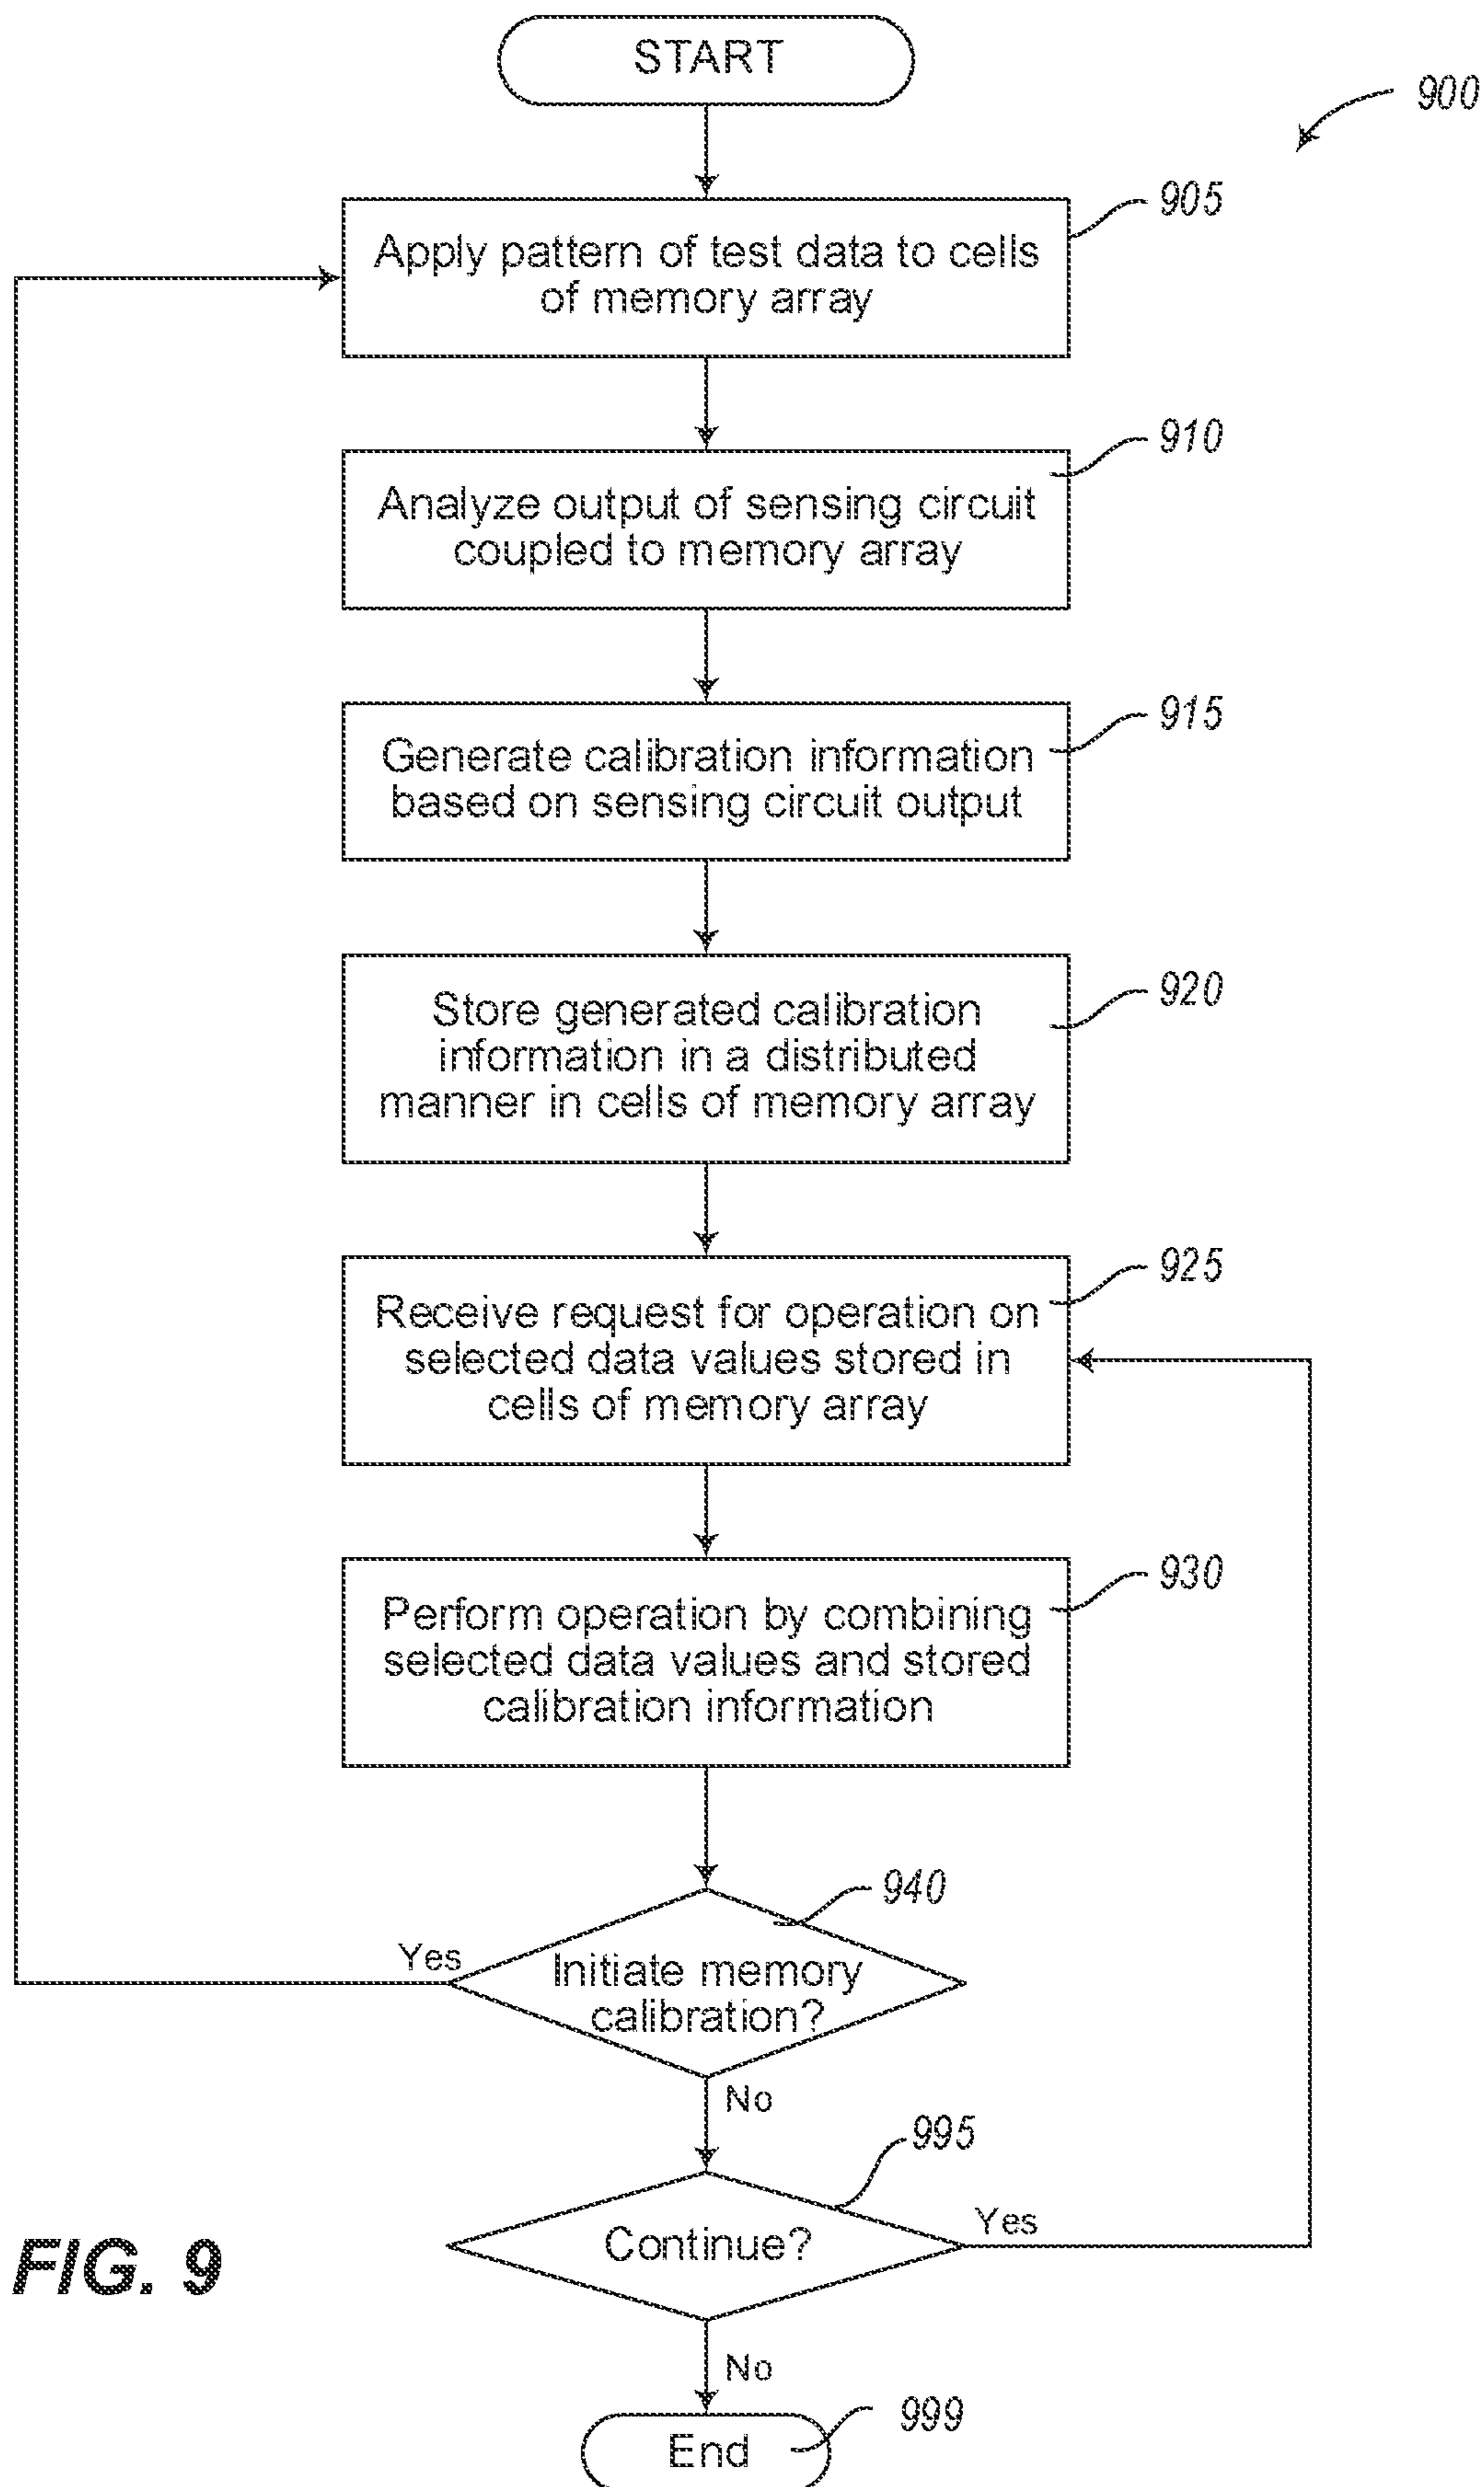 START
900
905
Apply pattern of test data to cells
of memory array
910
Analyze output of sensing circuit
coupled to memory array
915
Generate calibration information
based on sensing circuit output
920
Store generated calibration
information in a distributed
manner in cells of memory array
925
Receive request for operation on
selected data values stored in
cells of memory array
930
Perform operation by combining
selected data values and stored
calibration information
940
Yes
Initiate memory
calibration?
No
995
Continue?
Yes
FIG. 9
No
999
End